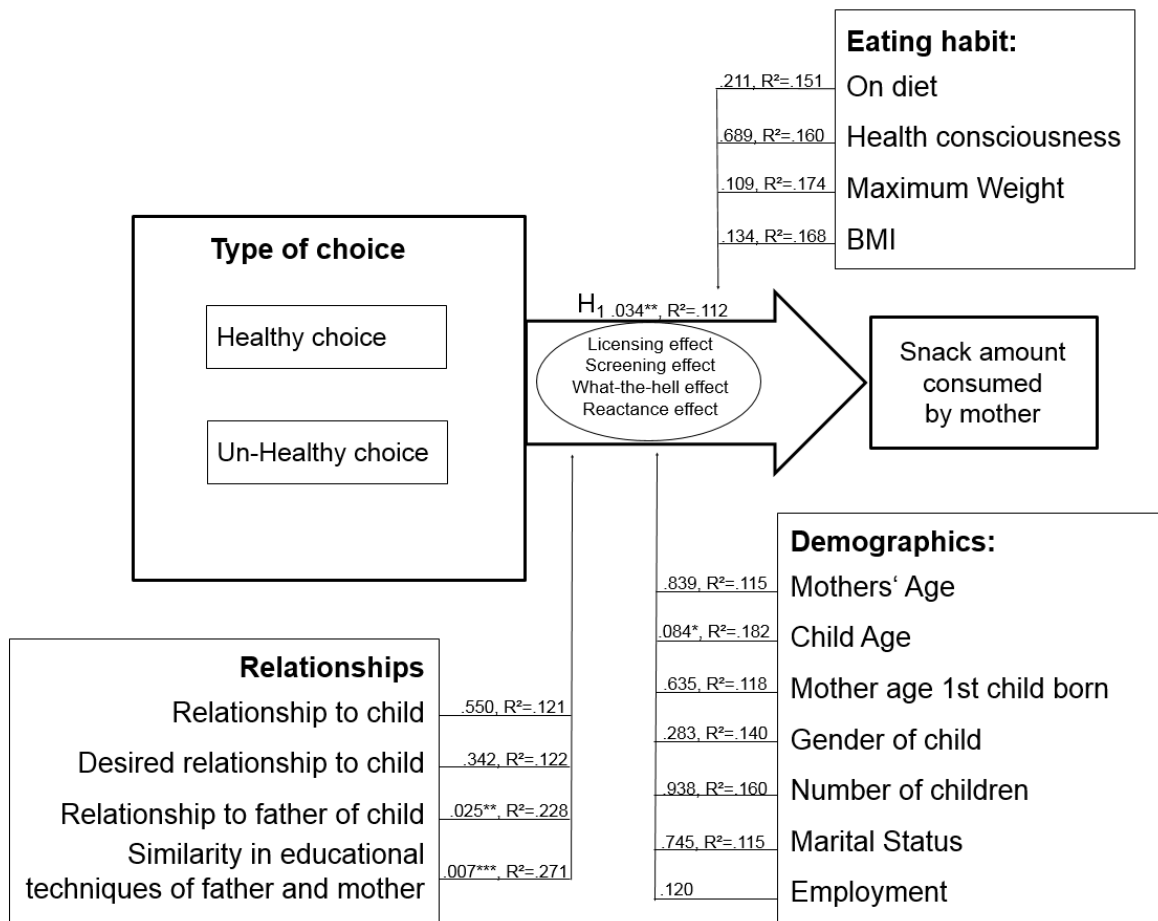 Eating habit:
.211, R²=.151
On diet
.689, R²=.160
Health consciousness
.109, R²=.174
Maximum Weight
.134, R²=.168
BMI
Type of choice
Healthy choice
Un-Healthy choice
H1 .034**, R²=.112
Licensing effect
Screening effect
What-the-hell effect
Reactance effect
Snack amount
consumed
by mother
Relationships
Relationship to child
.550, R²=.121
Desired relationship to child
.342, R²=.122
Relationship to father of child
.025**, R²=.228
Similarity in educational
techniques of father and mother
.007***, R²=.271
Demographics:
.839, R²=.115
Mothers‘ Age
.084*, R²=.182
Child Age
.635, R²=.118
Mother age 1st child born
.283, R²=.140
Gender of child
.938, R²=.160
Number of children
.745, R²=.115
Marital Status
.120
Employment